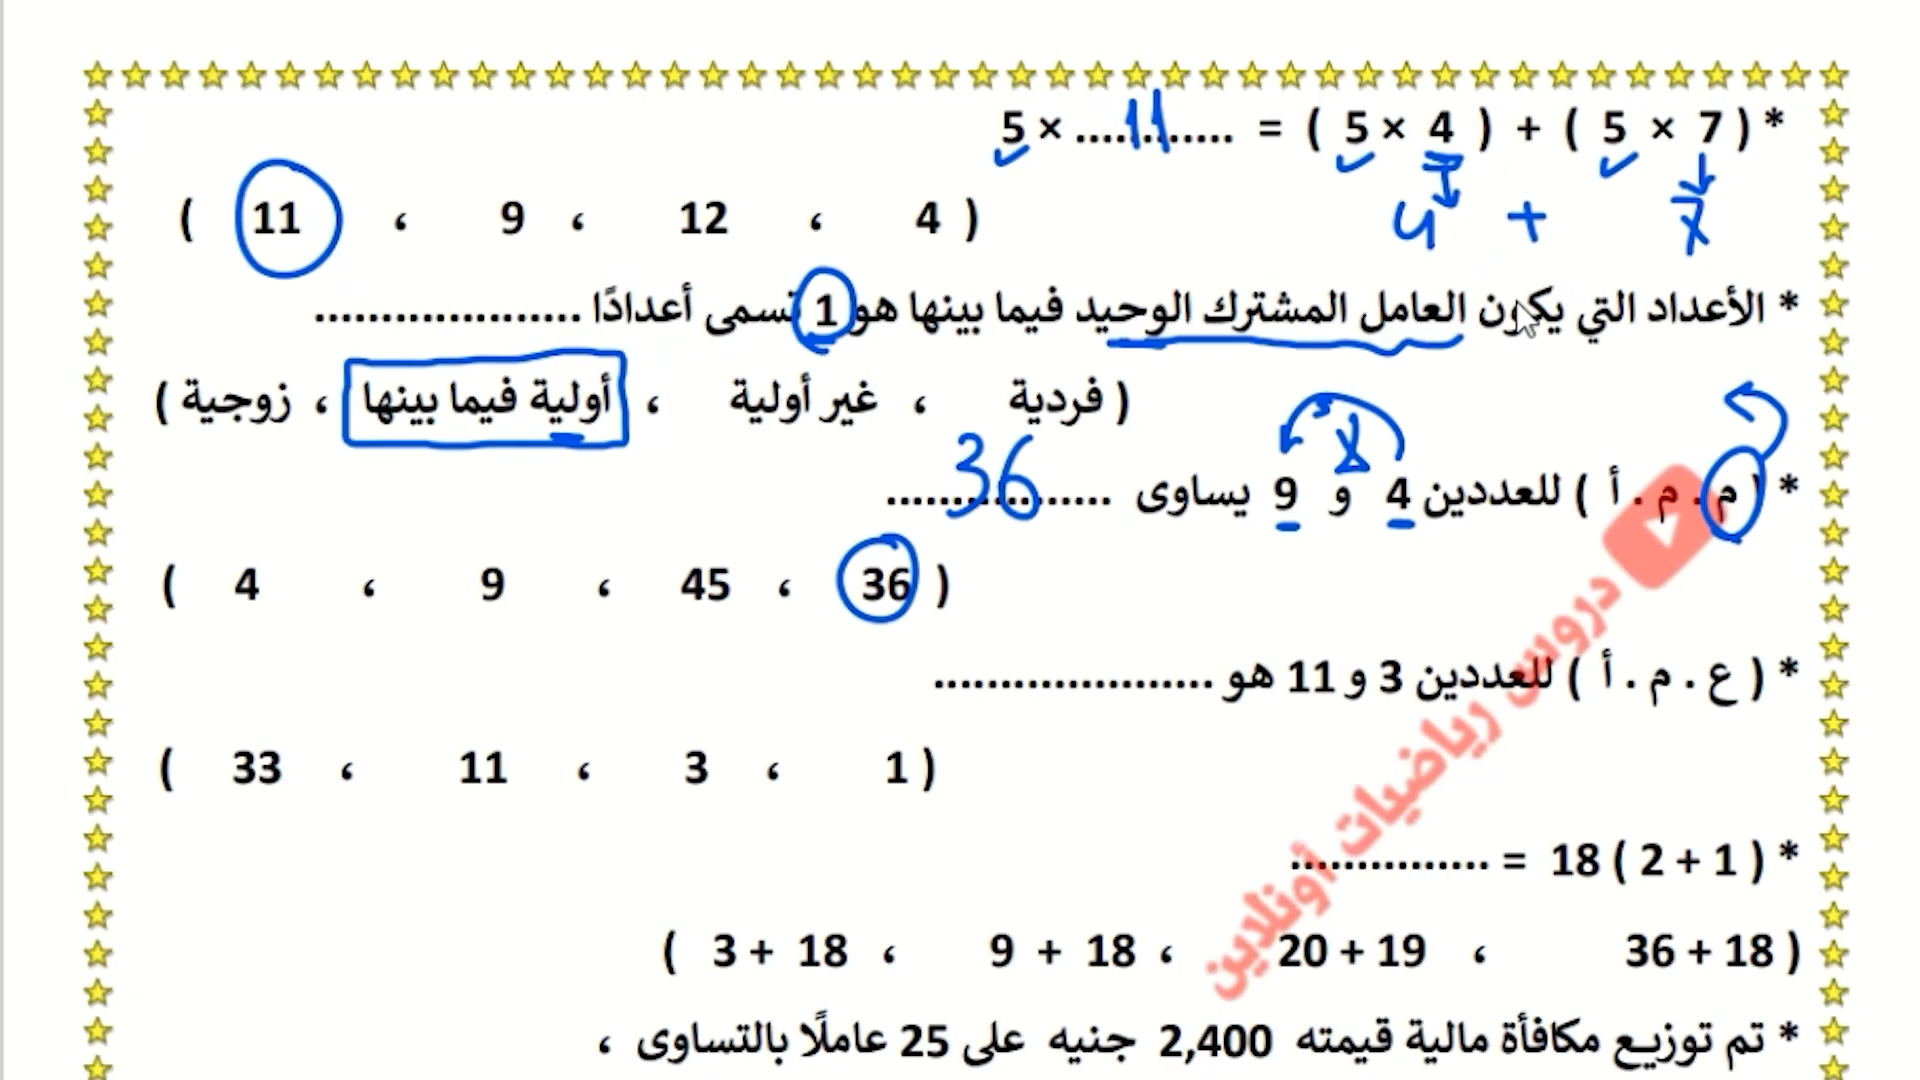 * ( 7 × 5 ) + ( 4 × 5 ) = ............ × 5
11
4 + 7
( 4 ، 12 ، 9 ، 11 )
* الأعداد التي يكون العامل المشترك الوحيد فيما بينها هو 1 تسمى أعدادًا ....................
( فردية ، غير أولية ، أولية فيما بينها ، زوجية )
* ( م . م . أ ) للعددين 4 و 9 يساوى .................
36
( 36 ، 45 ، 9 ، 4 )
* ( ع . م . أ ) للعددين 3 و 11 هو .....................
( 1 ، 3 ، 11 ، 33 )
* 18 ( 2 + 1 ) = ...............
( 36 + 18 ، 20 + 19 ، 9 + 18 ، 3 + 18 )
* تم توزيع مكافأة مالية قيمته 2,400 جنيه على 25 عاملًا بالتساوى ،
دروس رياضيات أونلاين